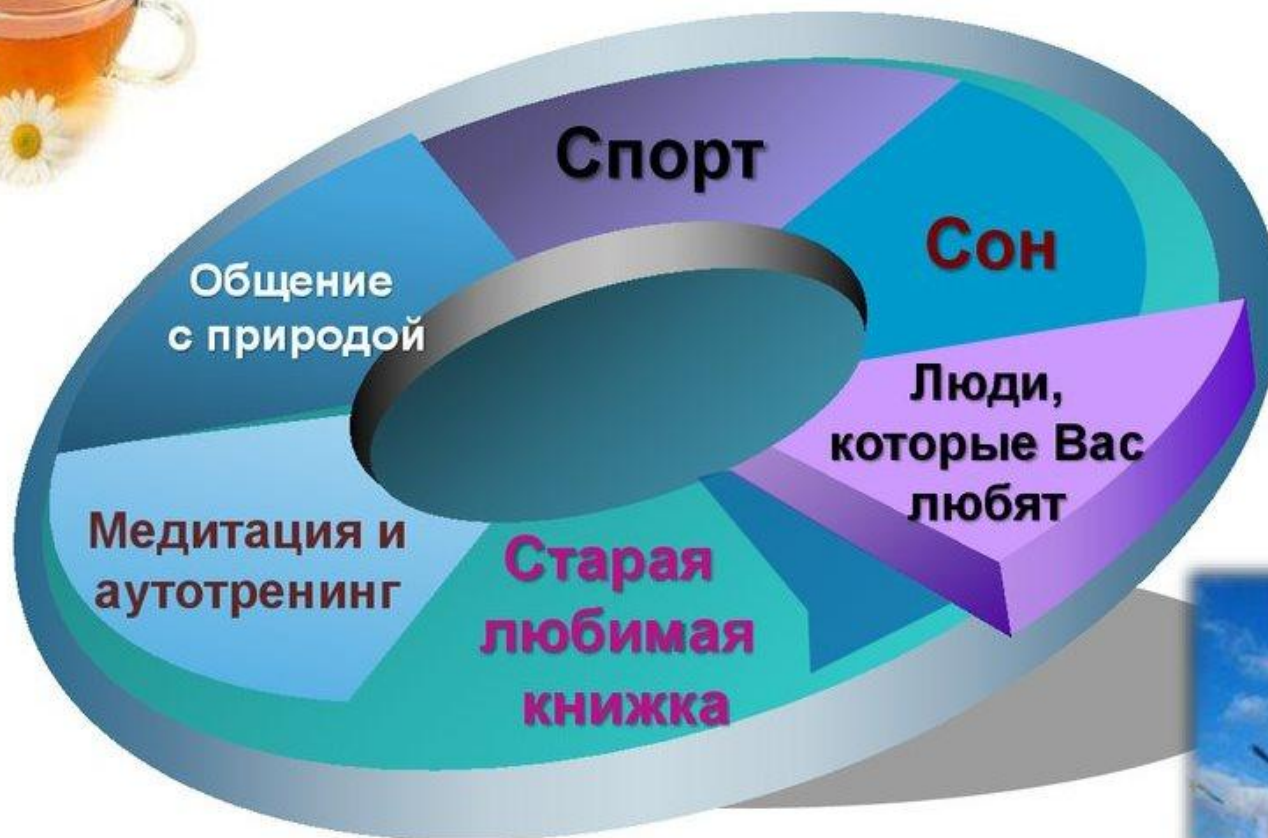 Спорт
Сон
Общение
с природой
Люди,
которые Вас
любят
Медитация и
аутотренинг
Старая
любимая
книжка